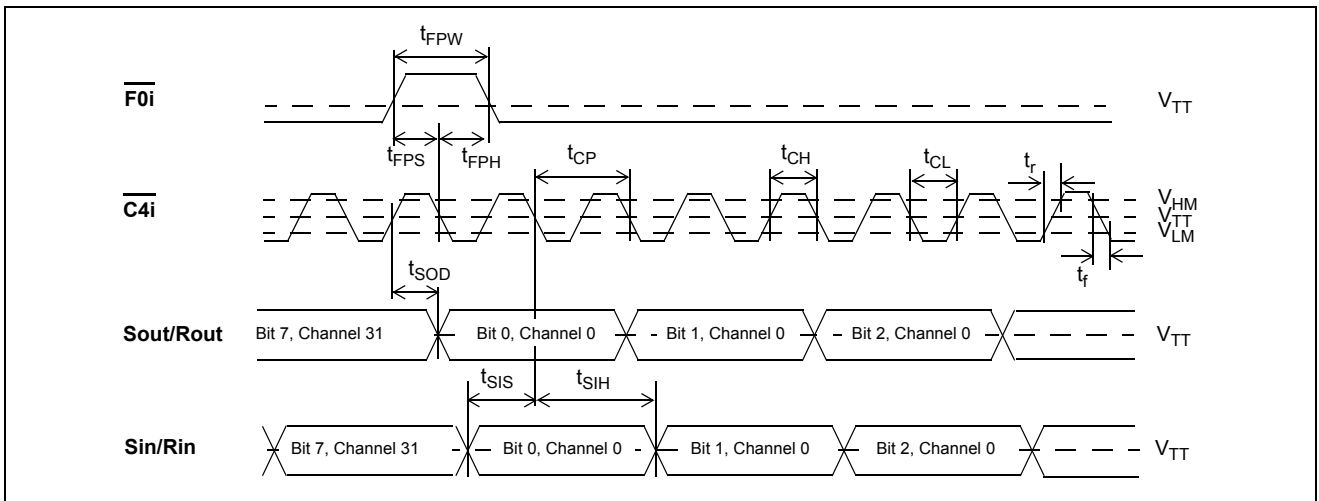 tFPW
F0i
VTT
tFPS
tFPH
tCP
tCH
tCL
tr
C4i
VHM
VTT
VLM
tSOD
tf
Sout/Rout
Bit 7, Channel 31
Bit 0, Channel 0
Bit 1, Channel 0
Bit 2, Channel 0
VTT
tSIS
tSIH
Sin/Rin
Bit 7, Channel 31
Bit 0, Channel 0
Bit 1, Channel 0
Bit 2, Channel 0
VTT